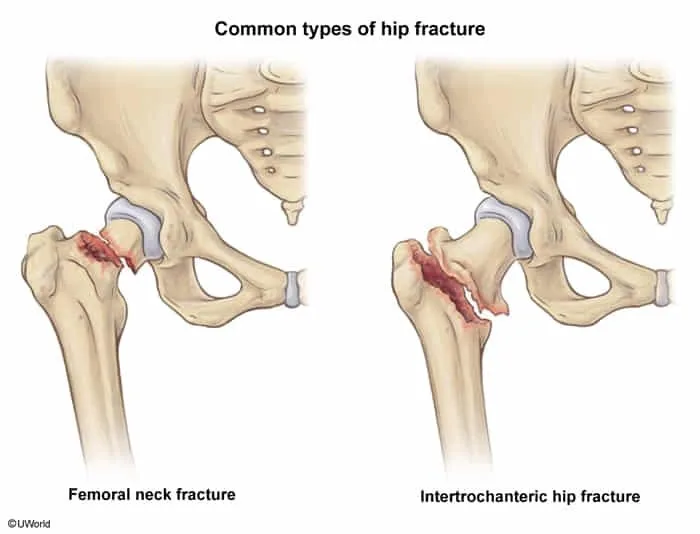 Common types of hip fracture
Femoral neck fracture
Intertrochanteric hip fracture
©UWorld